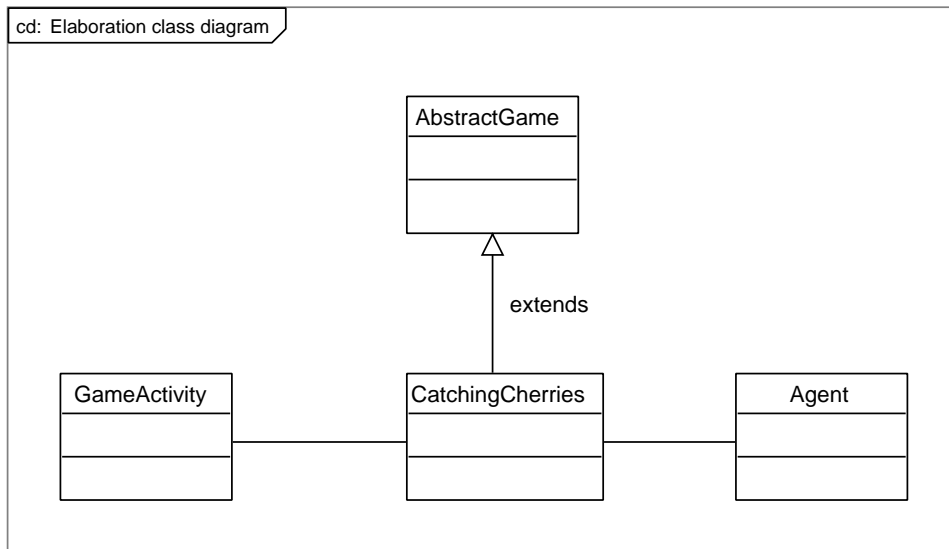 cd: Elaboration class diagram
AbstractGame
extends
GameActivity
CatchingCherries
Agent